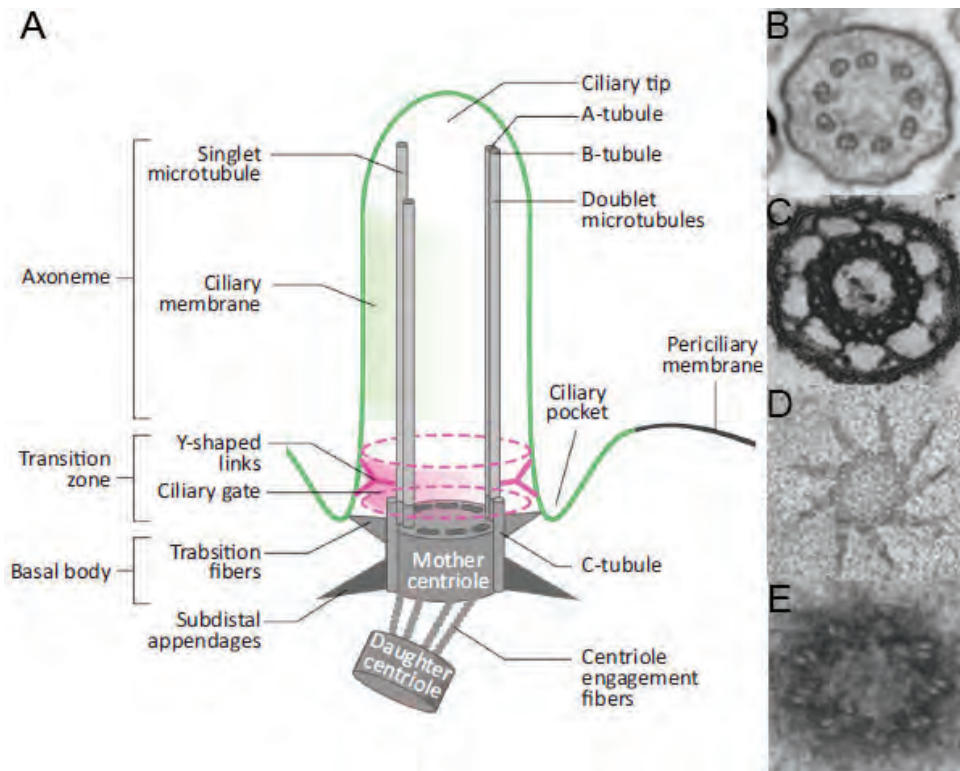 A
Ciliary tip
A-tubule
B-tubule
Doublet
microtubules
Singlet
microtubule
Axoneme
Ciliary
membrane
Periciliary
membrane
Ciliary
pocket
Y-shaped
links
Transition
zone
Ciliary gate
Trabsition
fibers
Basal body
Mother
centriole
C-tubule
Subdistal
appendages
Daughter
centriole
Centriole
engagement
fibers
B
C
D
E